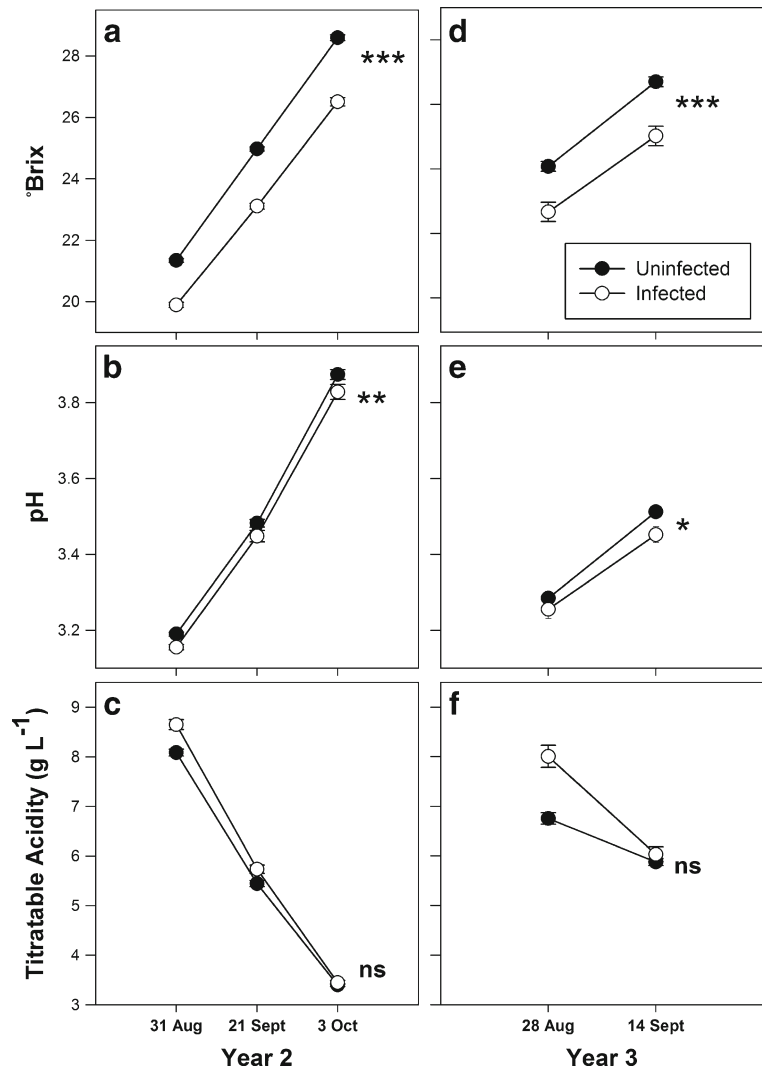 a
d
28
26
24
22
20
°Brix
***
***
Uninfected
Infected
b
e
3.8
3.6
3.4
3.2
pH
**
*
c
f
9
8
7
6
5
4
3
Titratable Acidity (g L-1)
ns
ns
31 Aug 21 Sept 3 Oct
28 Aug 14 Sept
Year 2
Year 3